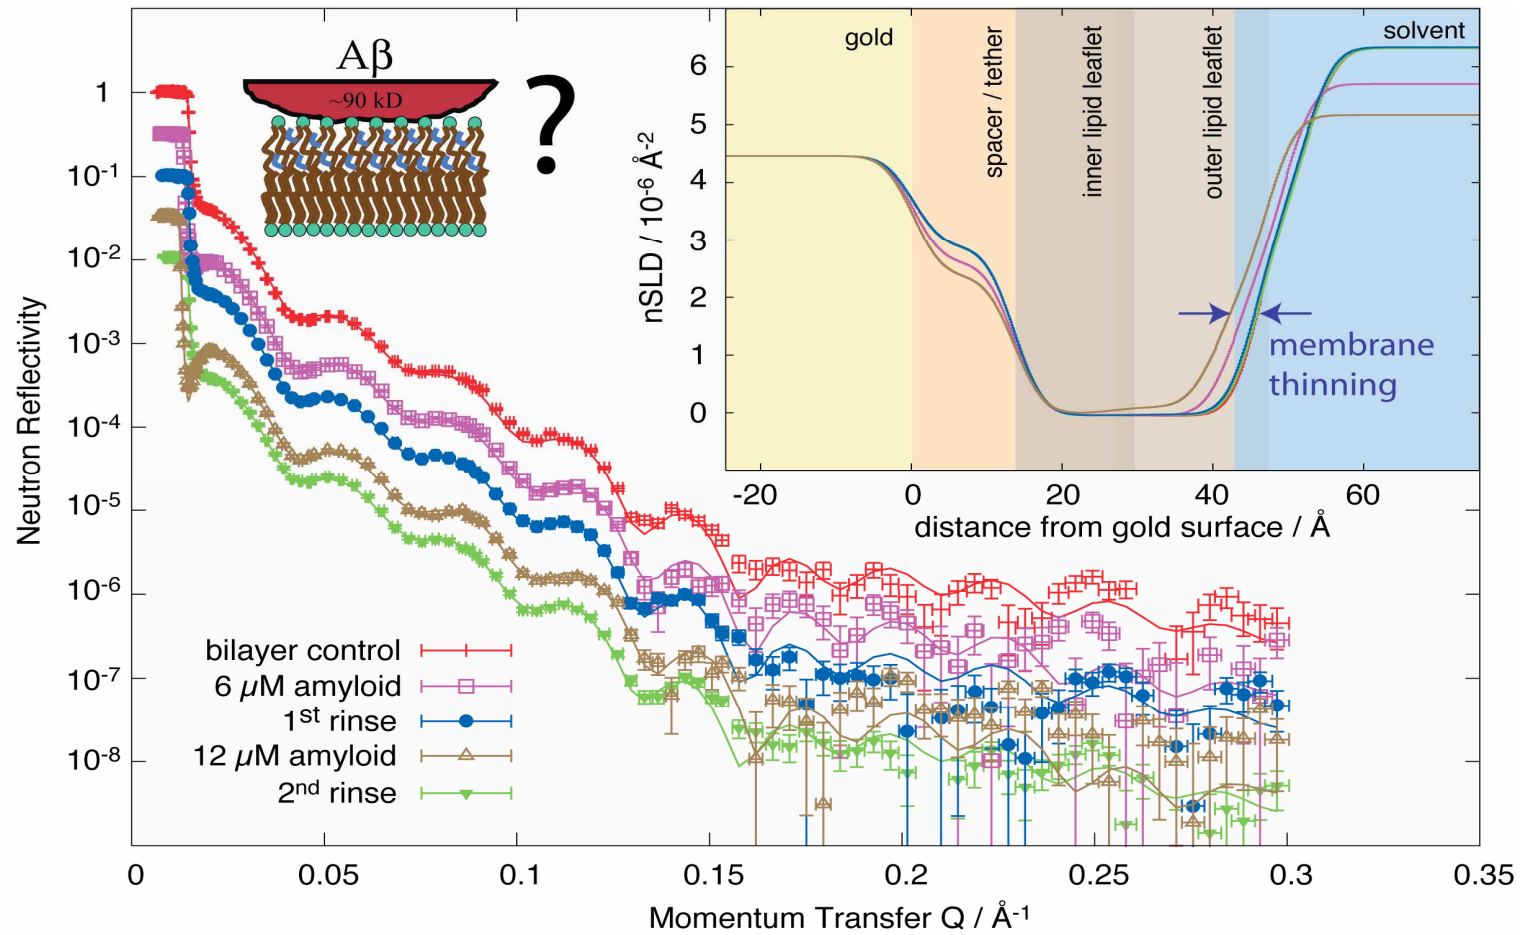 Aβ
~90 kD
?
gold
spacer / tether
inner lipid leaflet
outer lipid leaflet
solvent
nSLD / 10⁻⁶ Å⁻²
6
5
4
3
2
1
0
membrane
thinning
-20 0 20 40 60
distance from gold surface / Å
Neutron Reflectivity
1
10⁻¹
10⁻²
10⁻³
10⁻⁴
10⁻⁵
10⁻⁶
10⁻⁷
10⁻⁸
bilayer control
6 µM amyloid
1ˢᵗ rinse
12 µM amyloid
2ⁿᵈ rinse
0 0.05 0.1 0.15 0.2 0.25 0.3 0.35
Momentum Transfer Q / Å⁻¹